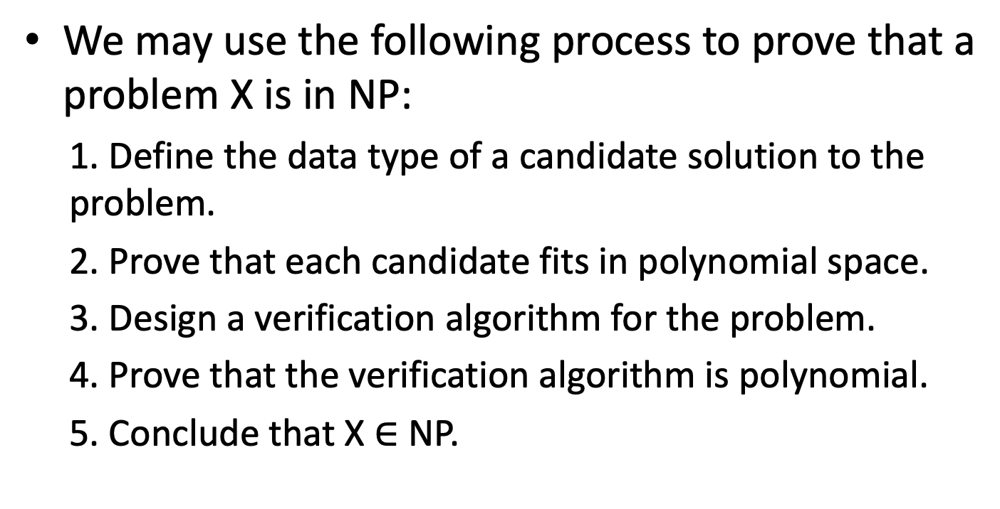 • We may use the following process to prove that a
problem X is in NP:
1. Define the data type of a candidate solution to the
problem.
2. Prove that each candidate fits in polynomial space.
3. Design a verification algorithm for the problem.
4. Prove that the verification algorithm is polynomial.
5. Conclude that X ∈ NP.